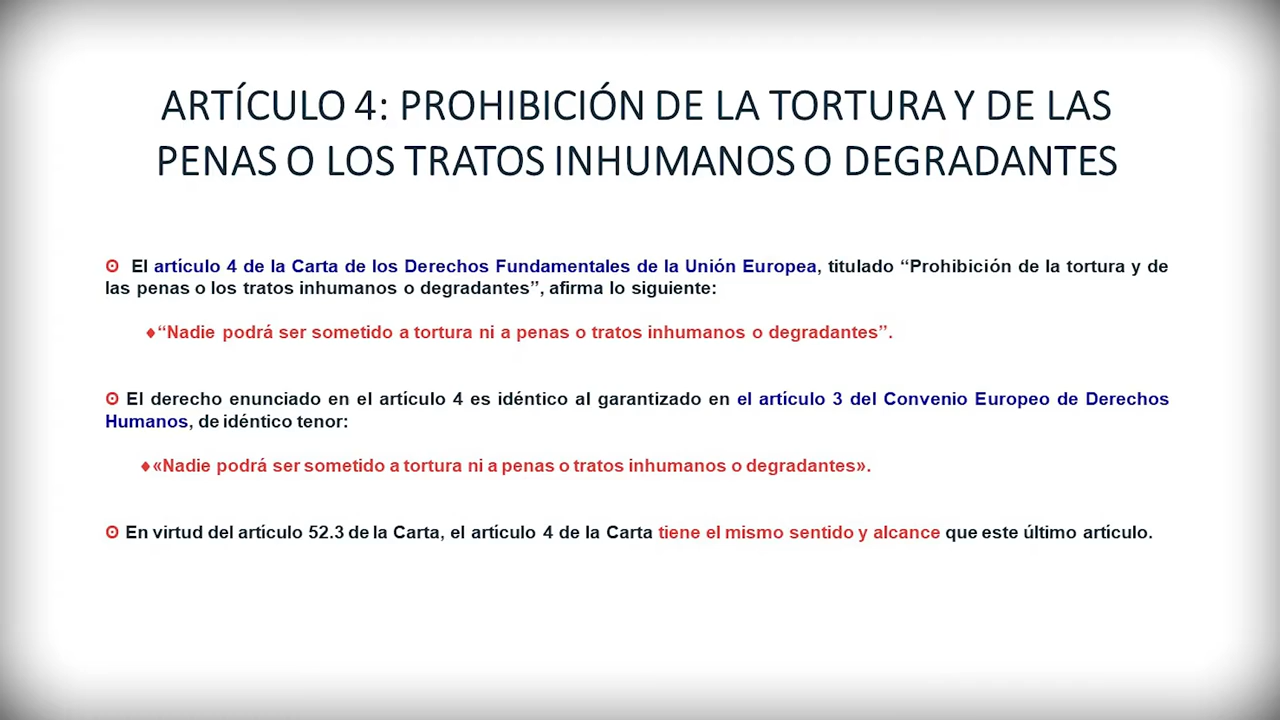 ARTÍCULO 4: PROHIBICIÓN DE LA TORTURA Y DE LAS
PENAS O LOS TRATOS INHUMANOS O DEGRADANTES
El artículo 4 de la Carta de los Derechos Fundamentales de la Unión Europea, titulado “Prohibición de la tortura y de
las penas o los tratos inhumanos o degradantes”, afirma lo siguiente:
“Nadie podrá ser sometido a tortura ni a penas o tratos inhumanos o degradantes”.
El derecho enunciado en el artículo 4 es idéntico al garantizado en el artículo 3 del Convenio Europeo de Derechos
Humanos, de idéntico tenor:
«Nadie podrá ser sometido a tortura ni a penas o tratos inhumanos o degradantes».
En virtud del artículo 52.3 de la Carta, el artículo 4 de la Carta tiene el mismo sentido y alcance que este último artículo.